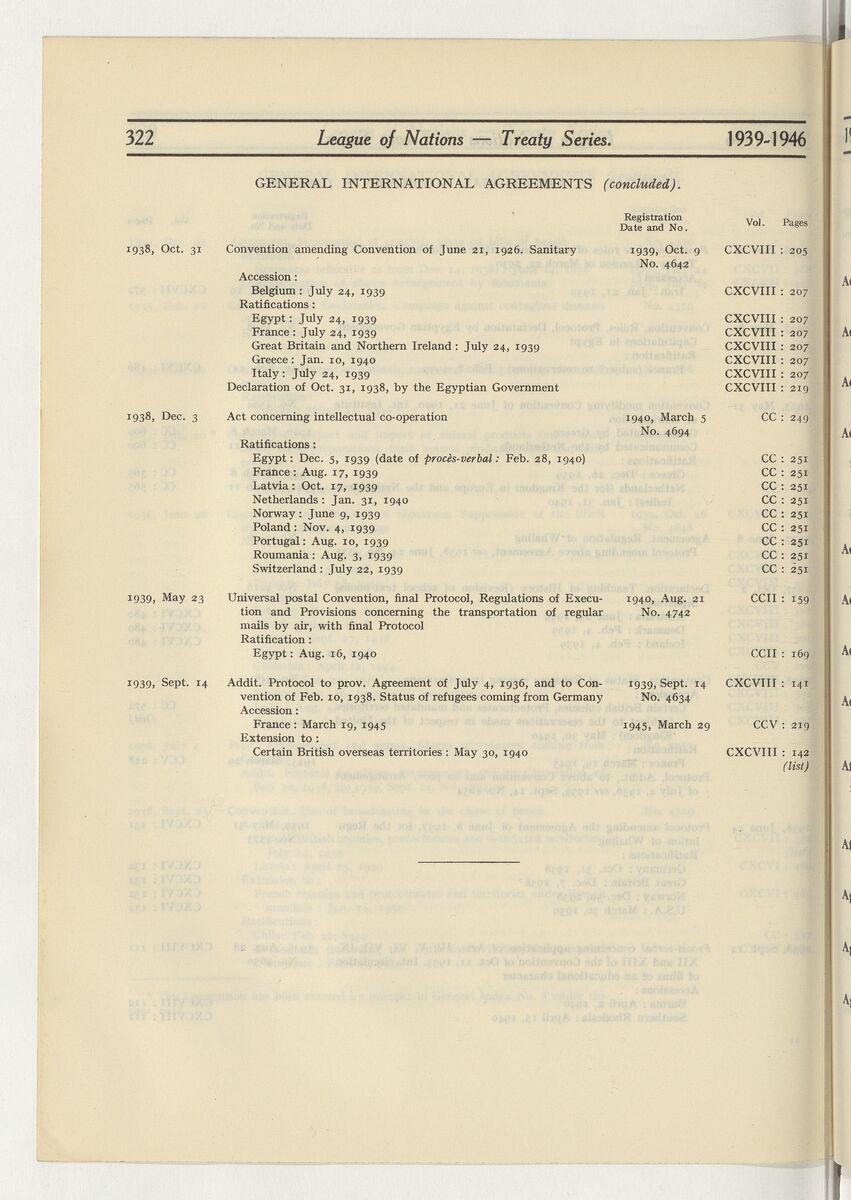 322 League of Nations — Treaty Series. 1939-1946
GENERAL INTERNATIONAL AGREEMENTS (concluded).
Registration
Date and No. Vol. Pages
1938, Oct. 31 Convention amending Convention of June 21, 1926. Sanitary 1939, Oct. 9 CXCVIII : 205
No. 4642
Accession :
Belgium : July 24, 1939 CXCVIII : 207
Ratifications :
Egypt : July 24, 1939 CXCVIII : 207
France : July 24, 1939 CXCVIII : 207
Great Britain and Northern Ireland : July 24, 1939 CXCVIII : 207
Greece : Jan. 10, 1940 CXCVIII : 207
Italy : July 24, 1939 CXCVIII : 207
Declaration of Oct. 31, 1938, by the Egyptian Government CXCVIII : 219
1938, Dec. 3 Act concerning intellectual co-operation 1940, March 5 CC : 249
No. 4694
Ratifications :
Egypt : Dec. 5, 1939 (date of procès-verbal : Feb. 28, 1940) CC : 251
France : Aug. 17, 1939 CC : 251
Latvia : Oct. 17, 1939 CC : 251
Netherlands : Jan. 31, 1940 CC : 251
Norway : June 9, 1939 CC : 251
Poland : Nov. 4, 1939 CC : 251
Portugal : Aug. 10, 1939 CC : 251
Roumania : Aug. 3, 1939 CC : 251
Switzerland : July 22, 1939 CC : 251
1939, May 23 Universal postal Convention, final Protocol, Regulations of Execu- 1940, Aug. 21 CCII : 159
tion and Provisions concerning the transportation of regular No. 4742
mails by air, with final Protocol
Ratification :
Egypt : Aug. 16, 1940 CCII : 169
1939, Sept. 14 Addit. Protocol to prov. Agreement of July 4, 1936, and to Con- 1939, Sept. 14 CXCVIII : 141
vention of Feb. 10, 1938. Status of refugees coming from Germany No. 4634
Accession :
France : March 19, 1945 1945, March 29 CCV : 219
Extension to :
Certain British overseas territories : May 30, 1940 CXCVIII : 142
(list)